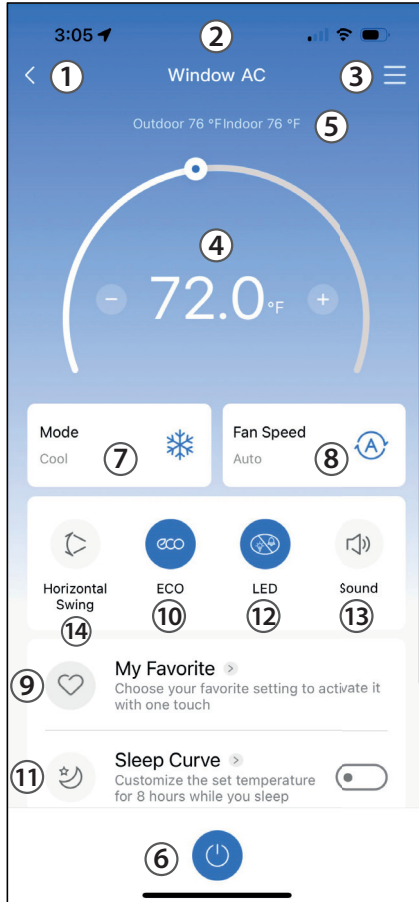 3:05
②
①
Window AC
③
Outdoor 76 °F Indoor 76 °F
⑤
④
72.0 °F
Mode
Cool
⑦
Fan Speed
Auto
⑧
A
eco
Horizontal
Swing
ECO
LED
Sound
⑭
⑩
⑫
⑬
⑨
My Favorite
Choose your favorite setting to activate it
with one touch
⑪
Sleep Curve
Customize the set temperature
for 8 hours while you sleep
⑥